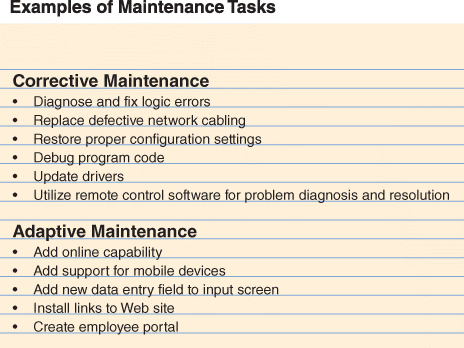 Examples of Maintenance Tasks
Corrective Maintenance
• Diagnose and fix logic errors
• Replace defective network cabling
• Restore proper configuration settings
• Debug program code
• Update drivers
• Utilize remote control software for problem diagnosis and resolution
Adaptive Maintenance
• Add online capability
• Add support for mobile devices
• Add new data entry field to input screen
• Install links to Web site
• Create employee portal